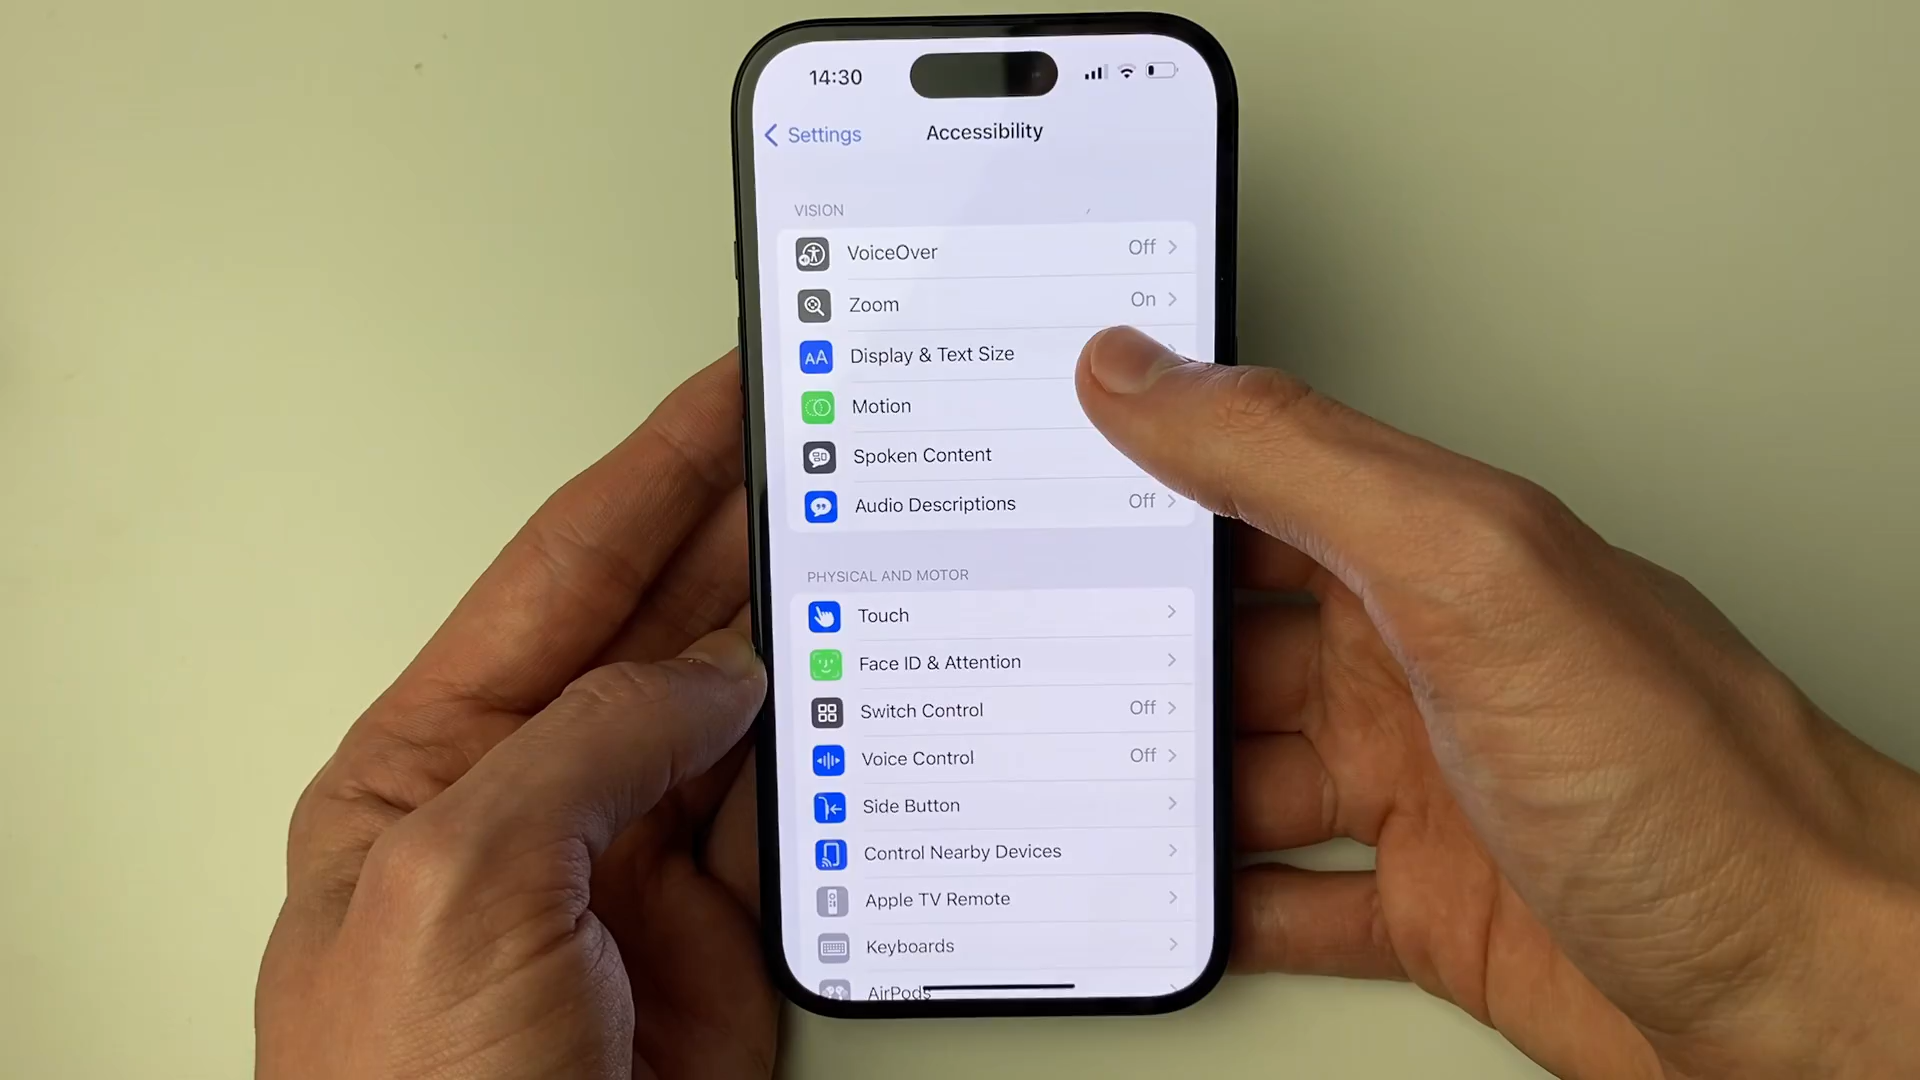 14:30
Settings
Accessibility
VISION
VoiceOver Off
Zoom On
AA Display & Text Size
Motion
Spoken Content
Audio Descriptions Off
PHYSICAL AND MOTOR
Touch
Face ID & Attention
Switch Control Off
Voice Control Off
Side Button
Control Nearby Devices
Apple TV Remote
Keyboards
AirPods